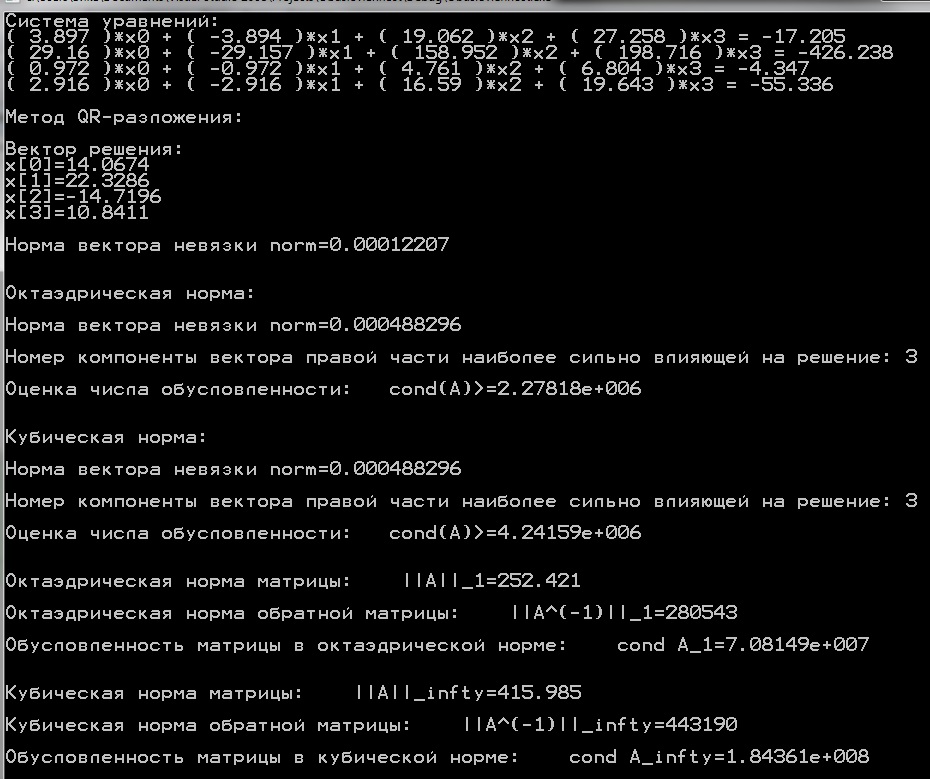 Система уравнений:
( 3.897 )*x0 + ( -3.894 )*x1 + ( 19.062 )*x2 + ( 27.258 )*x3 = -17.205
( 29.16 )*x0 + ( -29.157 )*x1 + ( 158.952 )*x2 + ( 198.716 )*x3 = -426.238
( 0.972 )*x0 + ( -0.972 )*x1 + ( 4.761 )*x2 + ( 6.804 )*x3 = -4.347
( 2.916 )*x0 + ( -2.916 )*x1 + ( 16.59 )*x2 + ( 19.643 )*x3 = -55.336
Метод QR-разложения:
Вектор решения:
x[0]=14.0674
x[1]=22.3286
x[2]=-14.7196
x[3]=10.8411
Норма вектора невязки norm=0.00012207
Октаэдрическая норма:
Норма вектора невязки norm=0.000488296
Номер компоненты вектора правой части наиболее сильно влияющей на решение: 3
Оценка числа обусловленности: cond(A)>=2.27818e+006
Кубическая норма:
Норма вектора невязки norm=0.000488296
Номер компоненты вектора правой части наиболее сильно влияющей на решение: 3
Оценка числа обусловленности: cond(A)>=4.24159e+006
Октаэдрическая норма матрицы: ||A||_1=252.421
Октаэдрическая норма обратной матрицы: ||A^(-1)||_1=280543
Обусловленность матрицы в октаэдрической норме: cond A_1=7.08149e+007
Кубическая норма матрицы: ||A||_infty=415.985
Кубическая норма обратной матрицы: ||A^(-1)||_infty=443190
Обусловленность матрицы в кубической норме: cond A_infty=1.84361e+008